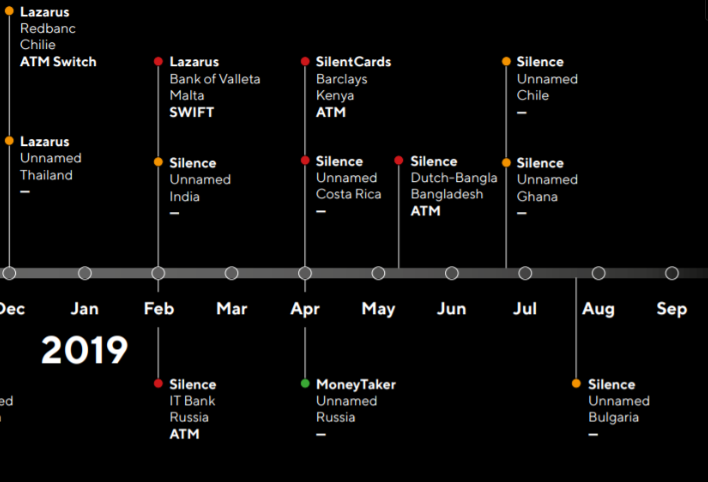 Lazarus
Redbanc
Chilie
ATM Switch
Lazarus
Bank of Valleta
Malta
SWIFT
SilentCards
Barclays
Kenya
ATM
Silence
Unnamed
Chile
—
Lazarus
Unnamed
Thailand
—
Silence
Unnamed
India
—
Silence
Unnamed
Costa Rica
—
Silence
Dutch-Bangla
Bangladesh
ATM
Silence
Unnamed
Ghana
—
Dec Jan Feb Mar Apr May Jun Jul Aug Sep
2019
Silence
IT Bank
Russia
ATM
MoneyTaker
Unnamed
Russia
—
Silence
Unnamed
Bulgaria
—